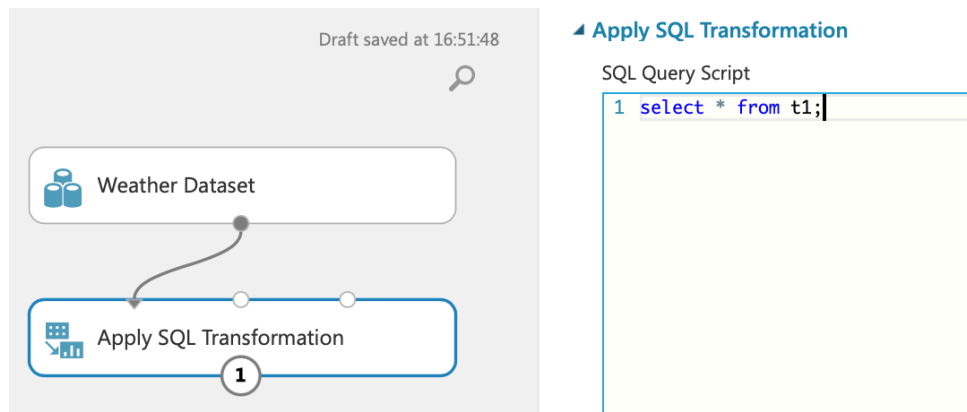 Draft saved at 16:51:48
Weather Dataset
Apply SQL Transformation
1
Apply SQL Transformation
SQL Query Script
1 select * from t1;